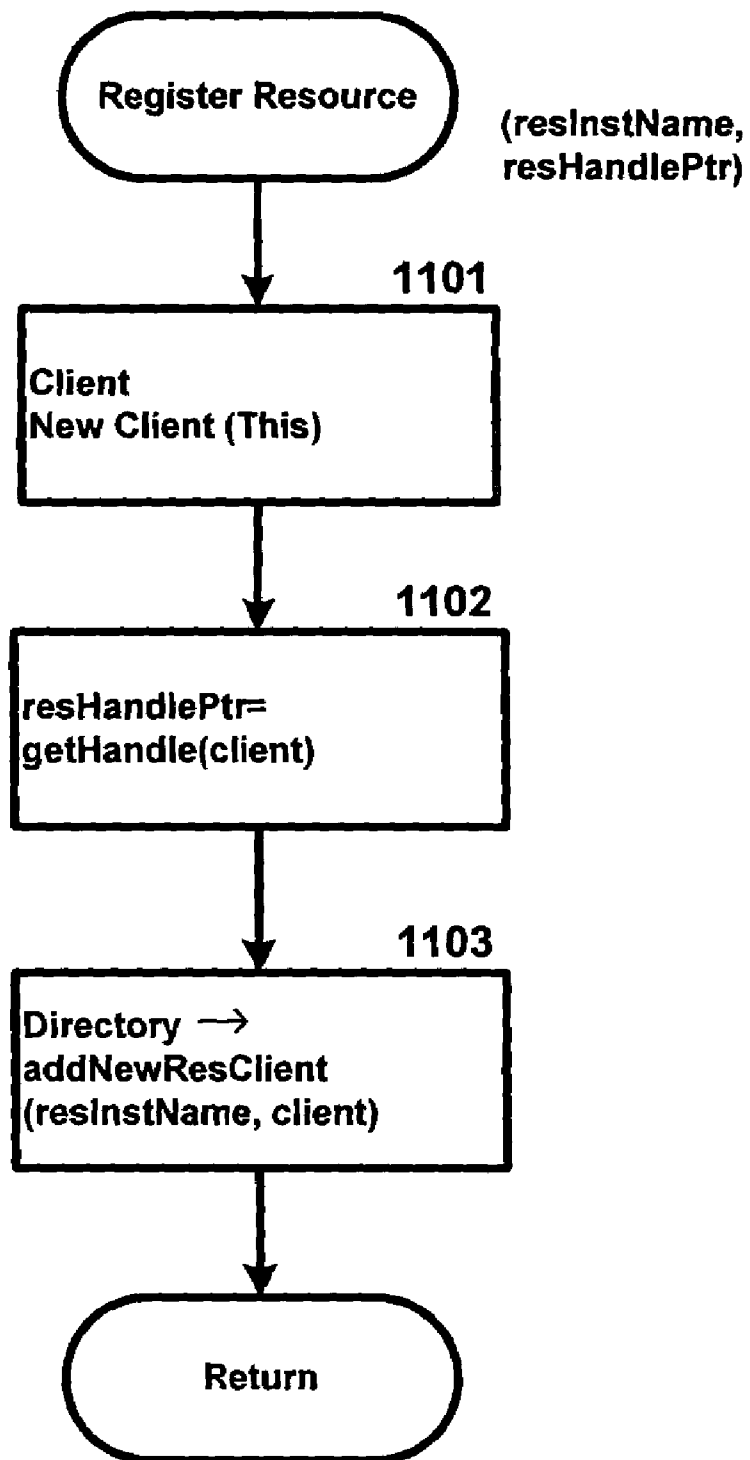 Register Resource
(resInstName,
resHandlePtr)
1101
Client
New Client (This)
1102
resHandlePtr=
getHandle(client)
1103
Directory →
addNewResClient
(resInstName, client)
Return